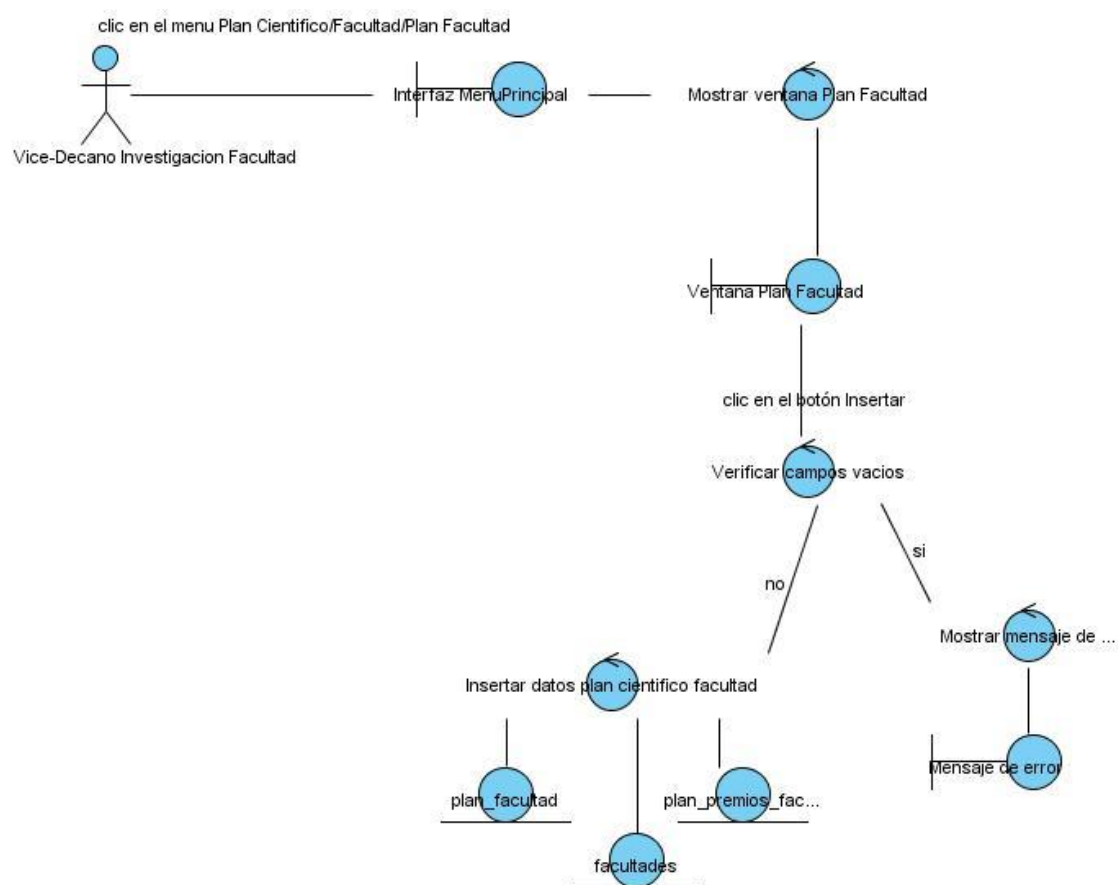 clic en el menu Plan Cientifico/Facultad/Plan Facultad
Interfaz MenuPrincipal
Mostrar ventana Plan Facultad
Vice-Decano Investigacion Facultad
Ventana Plan Facultad
clic en el botón Insertar
Verificar campos vacios
si
no
Mostrar mensaje de ...
Insertar datos plan cientifico facultad
Mensaje de error
plan_facultad
plan_premios_fac...
facultades